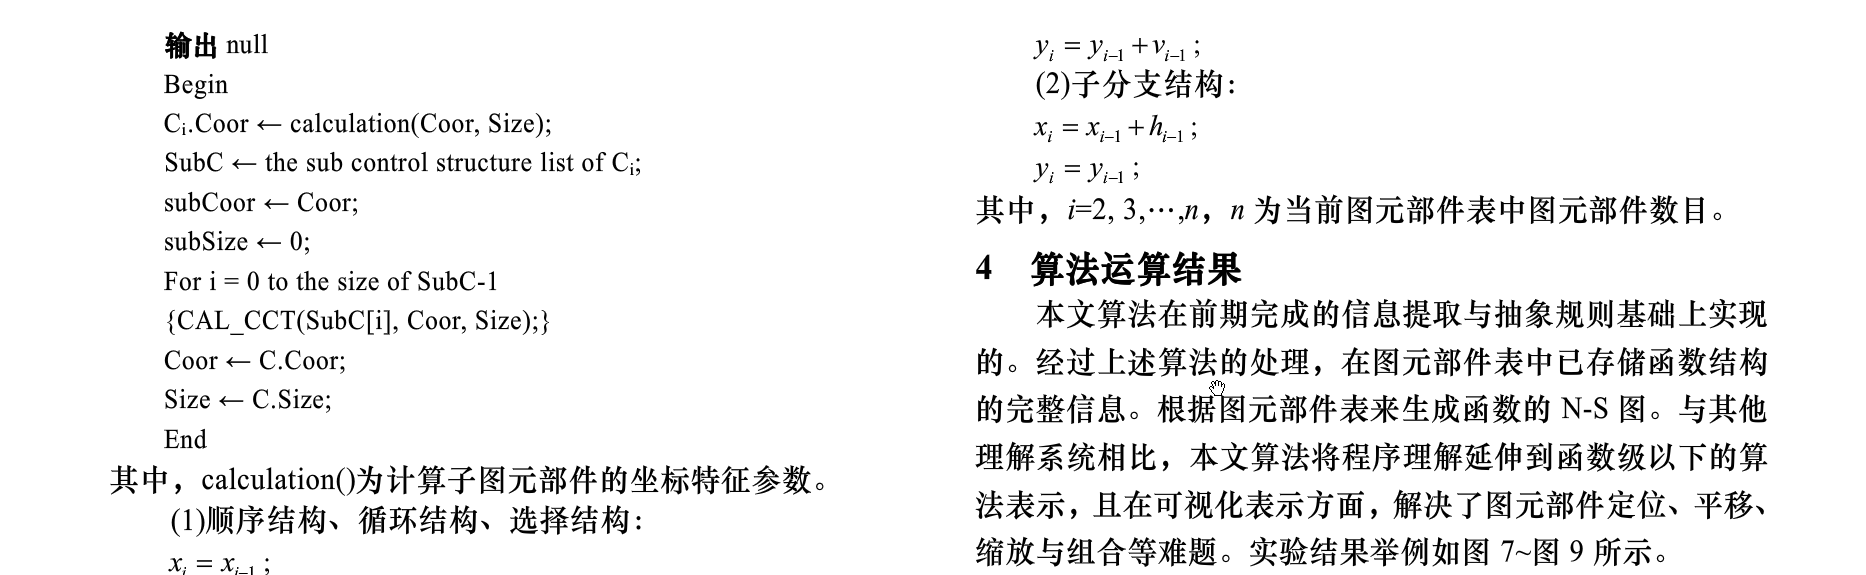 输出 null
Begin
Cᵢ.Coor ← calculation(Coor, Size);
SubC ← the sub control structure list of Cᵢ;
subCoor ← Coor;
subSize ← 0;
For i = 0 to the size of SubC-1
{CAL_CCT(SubC[i], Coor, Size);}
Coor ← C.Coor;
Size ← C.Size;
End
其中，calculation()为计算子图元部件的坐标特征参数。
(1)顺序结构、循环结构、选择结构：
xᵢ = xᵢ₋₁ ;
yᵢ = yᵢ₋₁ + vᵢ₋₁ ;
(2)子分支结构：
xᵢ = xᵢ₋₁ + hᵢ₋₁ ;
yᵢ = yᵢ₋₁ ;
其中，i=2, 3,⋯,n，n 为当前图元部件表中图元部件数目。
4 算法运算结果
本文算法在前期完成的信息提取与抽象规则基础上实现
的。经过上述算法的处理，在图元部件表中已存储函数结构
的完整信息。根据图元部件表来生成函数的 N-S 图。与其他
理解系统相比，本文算法将程序理解延伸到函数级以下的算
法表示，且在可视化表示方面，解决了图元部件定位、平移、
缩放与组合等难题。实验结果举例如图 7~图 9 所示。